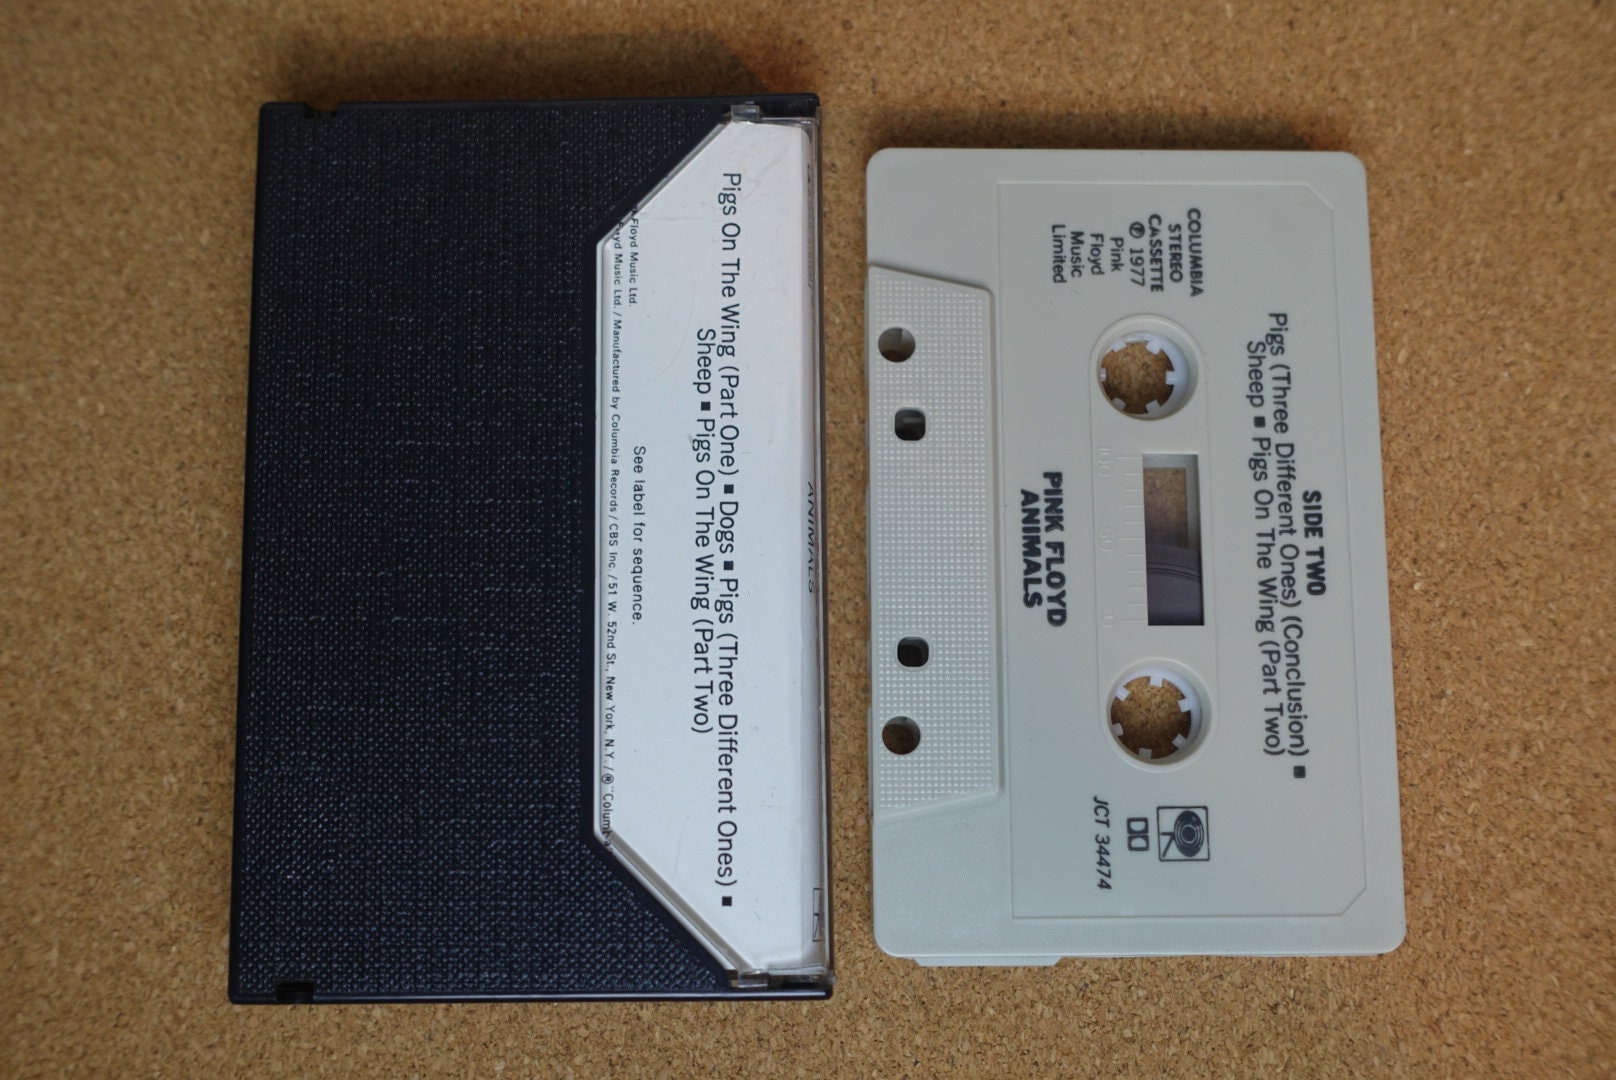 ANIMALS
Pigs On The Wing (Part One) ■ Dogs ■ Pigs (Three Different Ones) ■
Sheep ■ Pigs On The Wing (Part Two)
See label for sequence.
Floyd Music Ltd.
Music Ltd. / Manufactured by Columbia Records / CBS Inc. / 51 W. 52nd St., New York, N.Y. / ® "Columbia
SIDE TWO
Pigs (Three Different Ones) (Conclusion) ■
Sheep ■ Pigs On The Wing (Part Two)
COLUMBIA
STEREO
CASSETTE
℗ 1977
Pink
Floyd
Music
Limited
JCT 34474
100 50 0
PINK FLOYD
ANIMALS